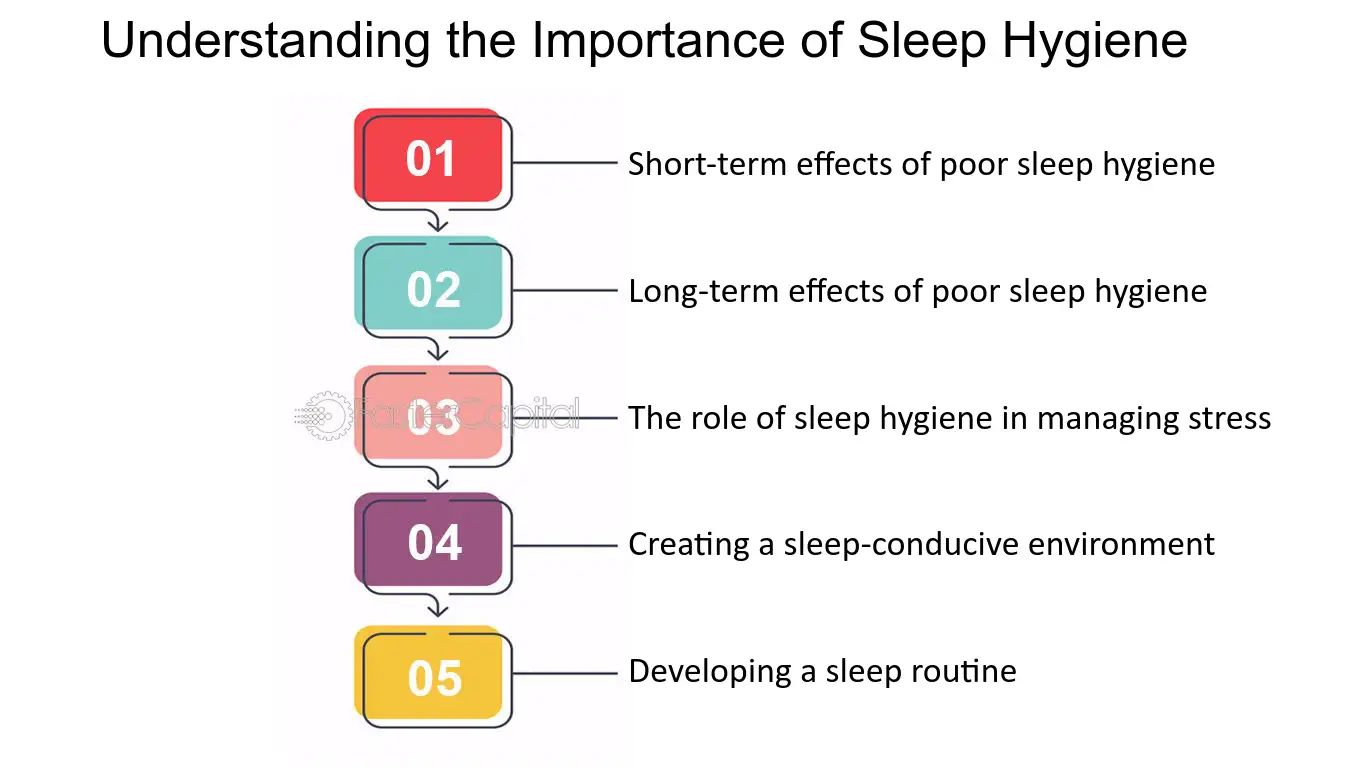 Understanding the Importance of Sleep Hygiene
01
Short-term effects of poor sleep hygiene
02
Long-term effects of poor sleep hygiene
03
FasterCapital
The role of sleep hygiene in managing stress
04
Creating a sleep-conducive environment
05
Developing a sleep routine